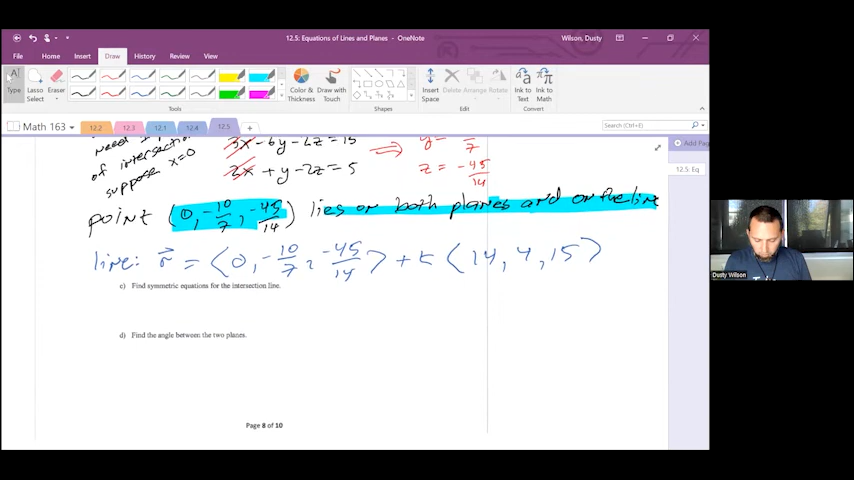 12.5: Equations of Lines and Planes - OneNote
Wilson, Dusty
File Home Insert Draw History Review View
Type
Lasso Select
Eraser
Color & Thickness
Draw with Touch
Insert Space
Delete
Arrange
Rotate
Ink to Text
Ink to Math
Tools
Shapes
Edit
Convert
Math 163
12.2
12.3
12.1
12.4
12.5
Search (Ctrl+E)
Add Pag
12.5: Eq
of intersection
suppose x=0
3x - 6y - 2z = 15
2x + y - 2z = 5
z = -45/14
point (0, -10/7, -45/14) lies on both planes and on the line
line: r⃗ = ⟨0, -10/7, -45/14⟩ + t ⟨14, 4, 15⟩
c) Find symmetric equations for the intersection line.
d) Find the angle between the two planes.
Page 8 of 10
Dusty Wilson